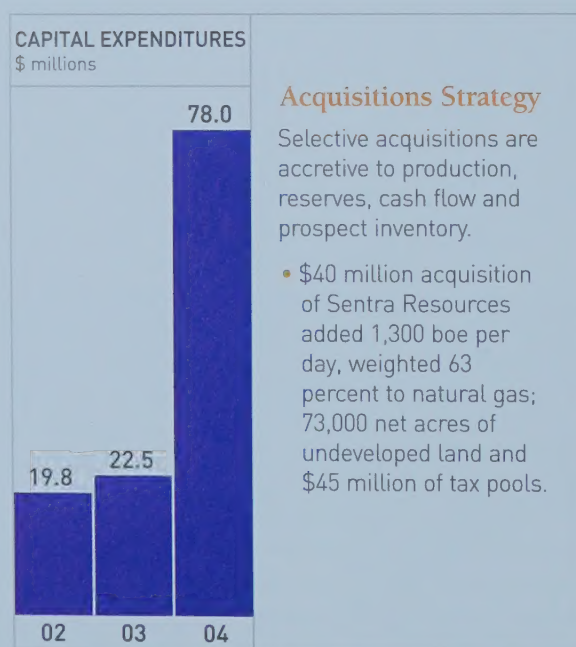 CAPITAL EXPENDITURES
$ millions
78.0
22.5
19.8
02 03 04
Acquisitions Strategy
Selective acquisitions are
accretive to production,
reserves, cash flow and
prospect inventory.
• $40 million acquisition
of Sentra Resources
added 1,300 boe per
day, weighted 63
percent to natural gas;
73,000 net acres of
undeveloped land and
$45 million of tax pools.